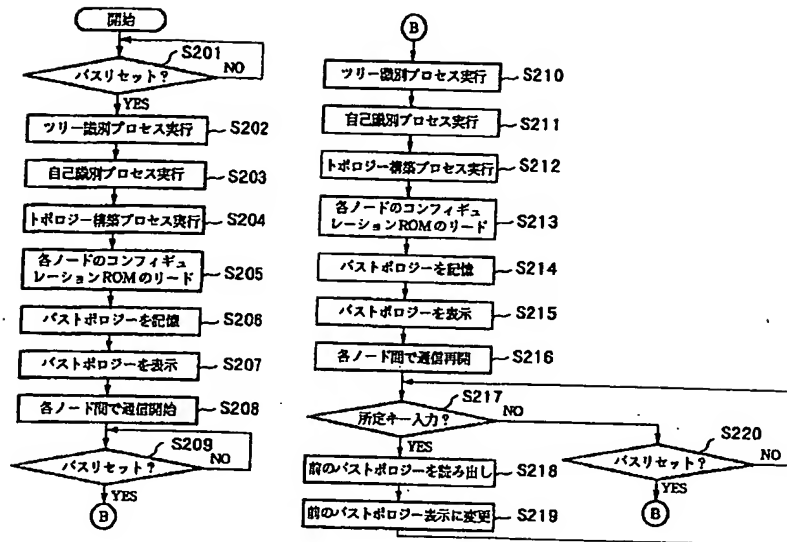 開始
S201
バスリセット?
NO
YES
ツリー識別プロセス実行
S202
自己識別プロセス実行
S203
トポロジー構築プロセス実行
S204
各ノードのコンフィギュ
レーションROMのリード
S205
バストポロジーを記憶
S206
バストポロジーを表示
S207
各ノード間で通信開始
S208
S209
バスリセット?
NO
YES
B
B
ツリー識別プロセス実行
S210
自己識別プロセス実行
S211
トポロジー構築プロセス実行
S212
各ノードのコンフィギュ
レーションROMのリード
S213
バストポロジーを記憶
S214
バストポロジーを表示
S215
各ノード間で通信再開
S216
S217
所定キー入力?
NO
YES
前のバストポロジーを読み出し
S218
前のバストポロジー表示に変更
S219
S220
バスリセット?
NO
YES
B